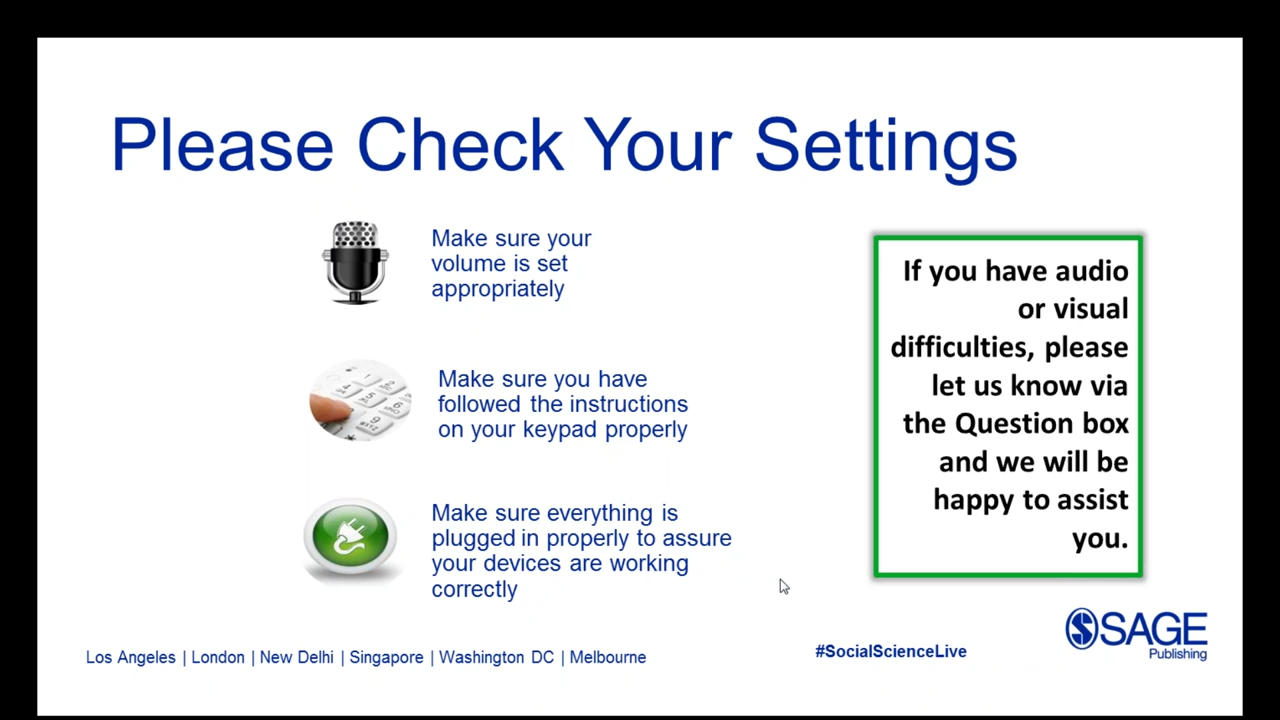 Please Check Your Settings
Make sure your
volume is set
appropriately
Make sure you have
followed the instructions
on your keypad properly
Make sure everything is
plugged in properly to assure
your devices are working
correctly
If you have audio
or visual
difficulties, please
let us know via
the Question box
and we will be
happy to assist
you.
Los Angeles | London | New Delhi | Singapore | Washington DC | Melbourne
#SocialScienceLive
SAGE
Publishing